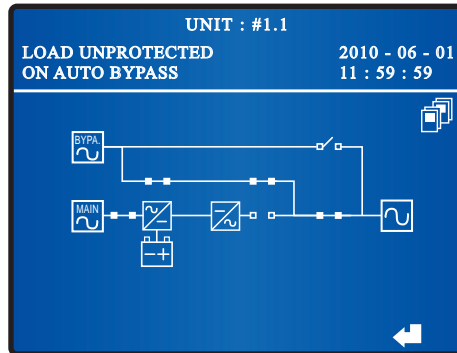 UNIT : #1.1
LOAD UNPROTECTED
2010 - 06 - 01
ON AUTO BYPASS
11 : 59 : 59
BYPA.
MAIN